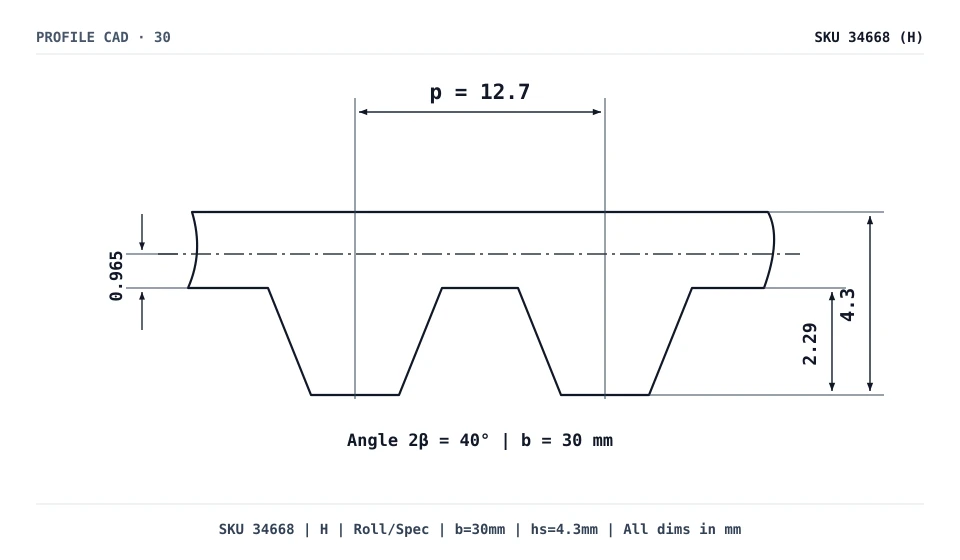 PROFILE CAD · 30
SKU 34668 (H)
p = 12.7
0.965
4.3
2.29
Angle 2β = 40° | b = 30 mm
SKU 34668 | H | Roll/Spec | b=30mm | hs=4.3mm | All dims in mm